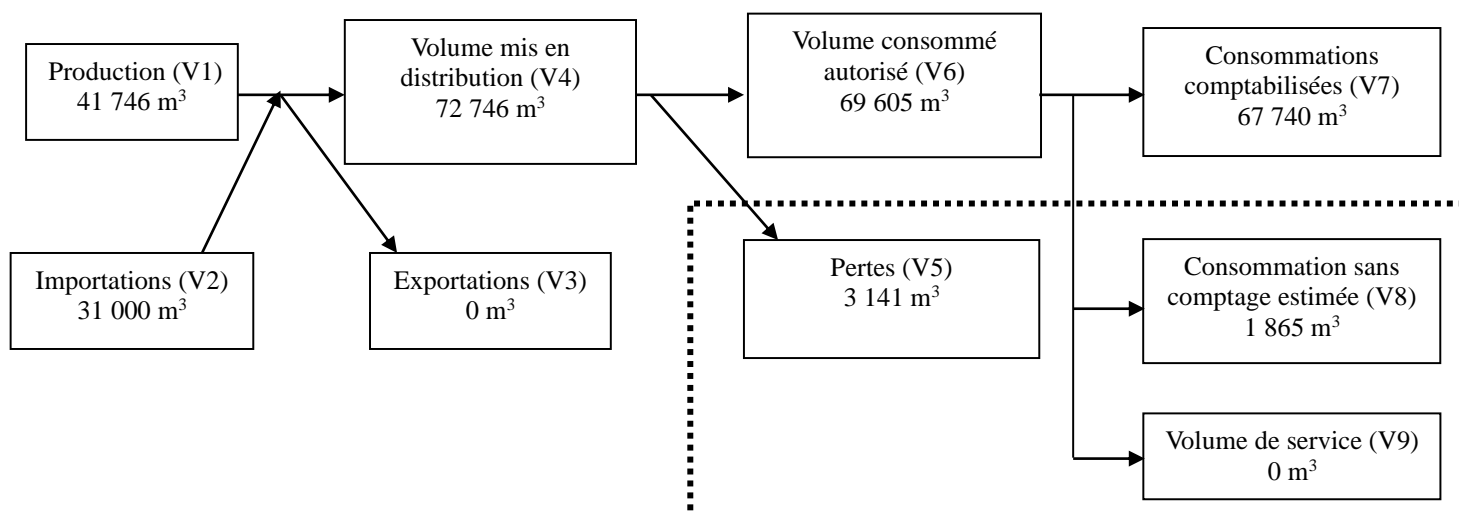 Production (V1)
41 746 m³
Volume mis en
distribution (V4)
72 746 m³
Volume consommé
autorisé (V6)
69 605 m³
Consommations
comptabilisées (V7)
67 740 m³
Importations (V2)
31 000 m³
Exportations (V3)
0 m³
Pertes (V5)
3 141 m³
Consommation sans
comptage estimée (V8)
1 865 m³
Volume de service (V9)
0 m³